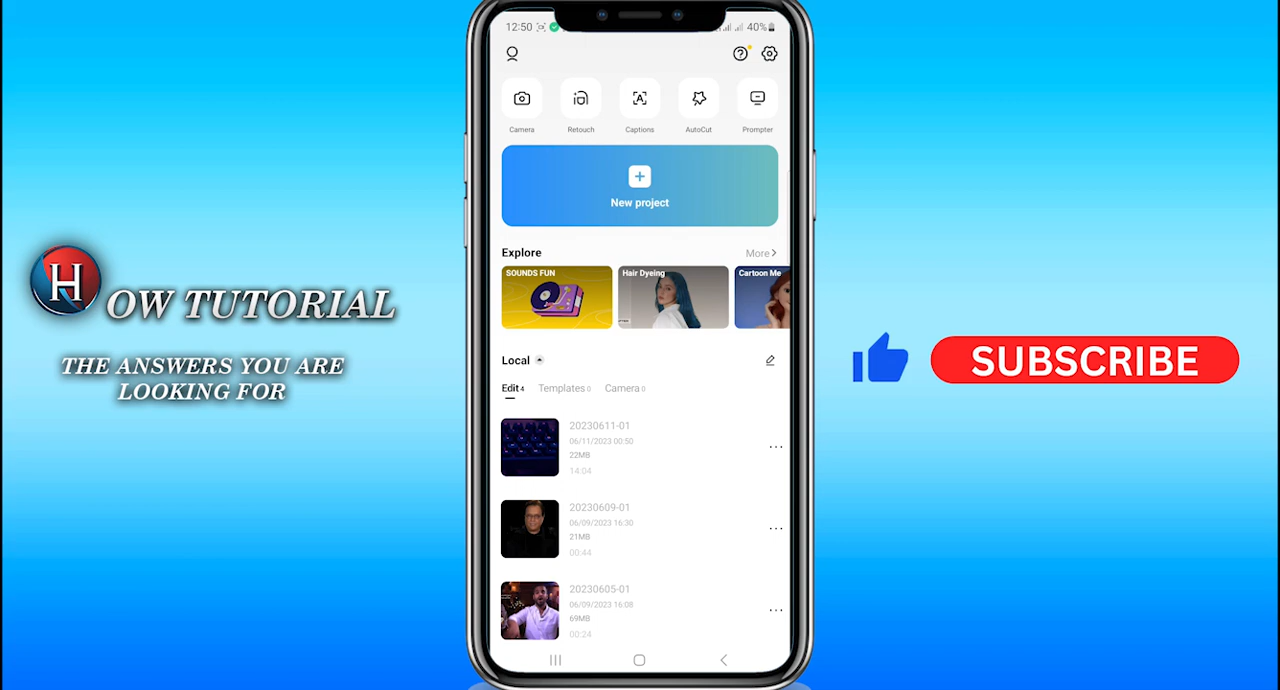 12:50
40%
Camera
Retouch
Captions
AutoCut
Prompter
New project
Explore
More >
SOUNDS FUN
Hair Dyeing
Cartoon Me
Local
Edit 4
Templates 0
Camera 0
20230611-01
06/11/2023 00:50
22MB
14:04
20230609-01
06/09/2023 16:30
21MB
00:44
20230605-01
06/09/2023 16:08
69MB
00:24
HOW TUTORIAL
THE ANSWERS YOU ARE
LOOKING FOR
SUBSCRIBE